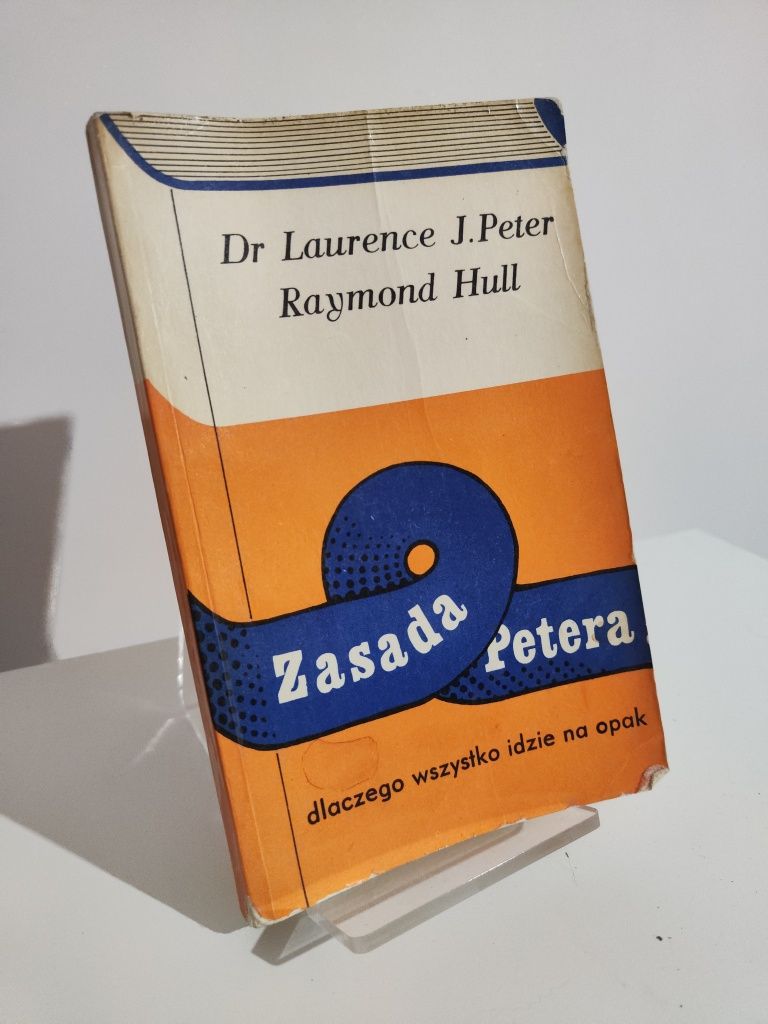 Dr Laurence J. Peter
Raymond Hull
Zasada Petera
dlaczego wszystko idzie na opak